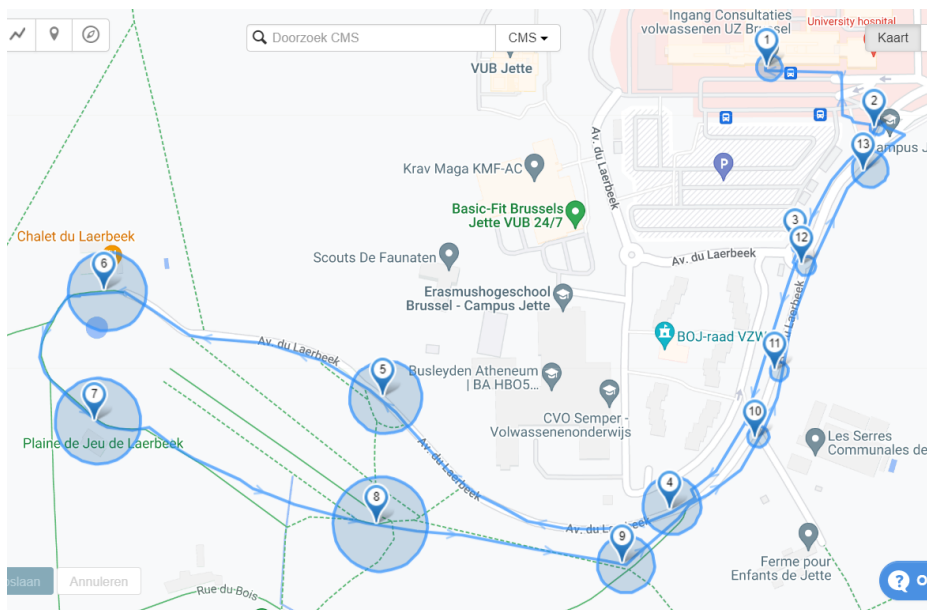 Ingang Consultaties
volwassenen UZ Brussel
University hospital
Doorzoek CMS
CMS
Kaart
1
VUB Jette
2
Campus J
13
Av. du Laerbeek
Krav Maga KMF-AC
P
Basic-Fit Brussels
Jette VUB 24/7
3
12
Chalet du Laerbeek
6
Scouts De Faunaten
Av. du Laerbeek
Erasmushogeschool
Brussel - Campus Jette
Av. du Laerbeek
BOJ-raad VZW
11
Av. du Laerbeek
5
Busleyden Atheneum
| BA HBO5...
7
10
CVO Semper -
Volwassenenonderwijs
Les Serres
Communales de
Plaine de Jeu de Laerbeek
Av. du Laerbeek
4
8
Av. du Laerbeek
9
Ferme pour
Enfants de Jette
Annuleren
Rue du Bois
?